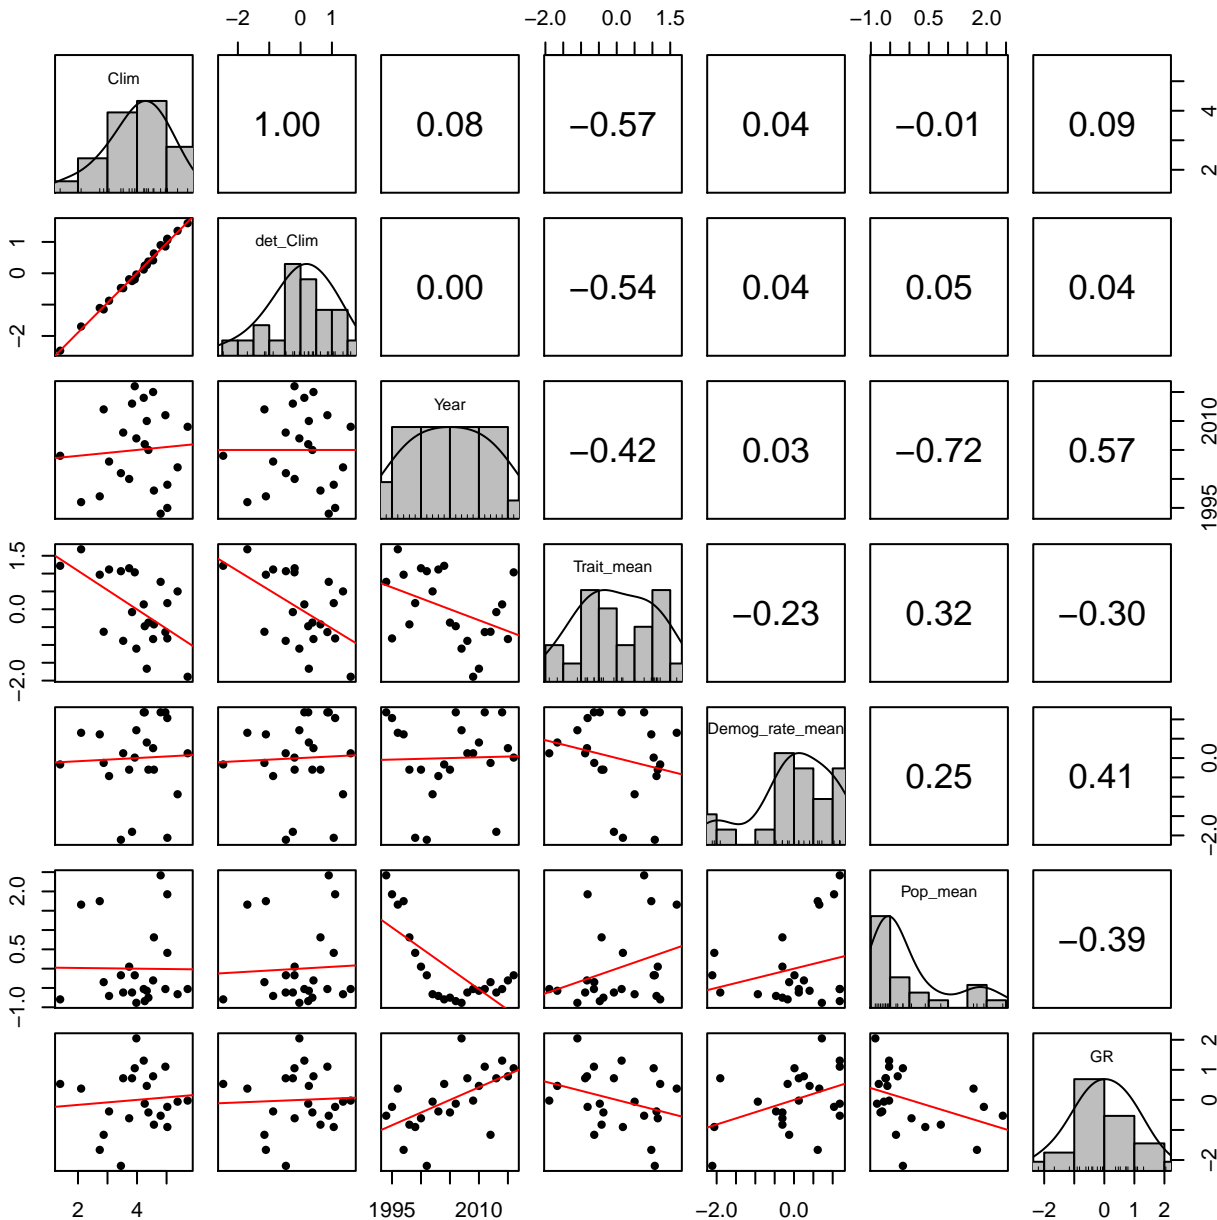 −2 0 1 −2.0 0.0 1.5 −1.0 0.5 2.0
Clim
1.00 0.08 −0.57 0.04 −0.01 0.09
2 4
det_Clim
−2 0 1
0.00 −0.54 0.04 0.05 0.04
Year
−0.42 0.03 −0.72 0.57
1995 2010
Trait_mean
−2.0 0.0 1.5
−0.23 0.32 −0.30
Demog_rate_mean
0.25 0.41
−2.0 0.0
Pop_mean
−1.0 0.5 2.0
−0.39
GR
−2 0 1 2
2 4 1995 2010 −2.0 0.0 −2 0 1 2